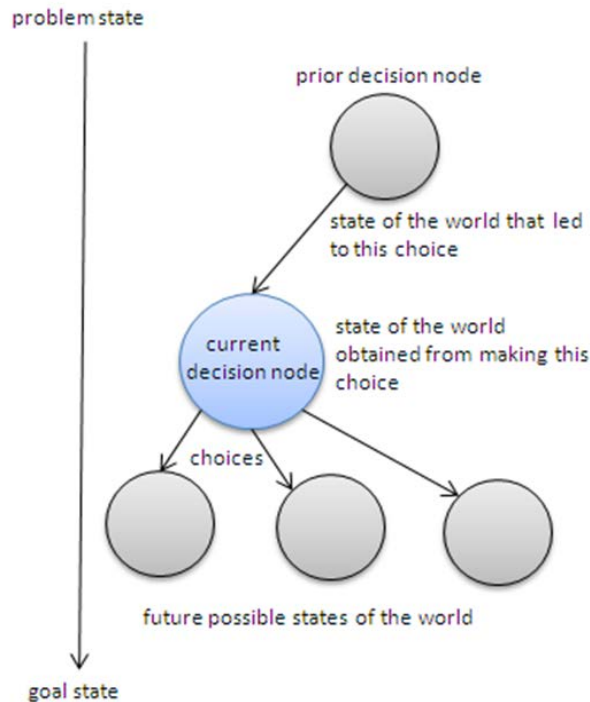 problem state
prior decision node
state of the world that led
to this choice
current
decision node
state of the world
obtained from making this
choice
choices
future possible states of the world
goal state